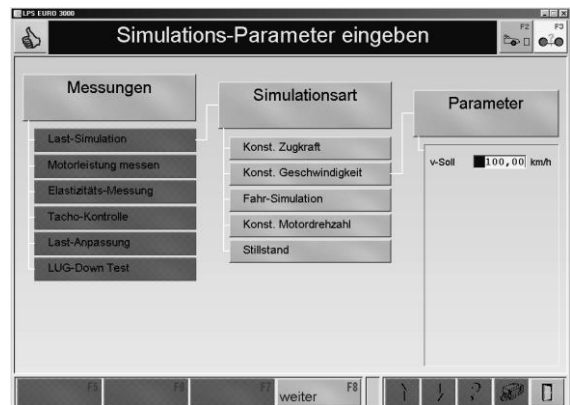 LPS EURO 3000
Simulations-Parameter eingeben
F2
F3
Messungen
Simulationsart
Parameter
Last-Simulation
Motorleistung messen
Elastizitäts-Messung
Tacho-Kontrolle
Last-Anpassung
LUG-Down Test
Konst. Zugkraft
Konst. Geschwindigkeit
Fahr-Simulation
Konst. Motordrehzahl
Stillstand
v-Soll 100,00 km/h
F5
F6
F7
F8
weiter